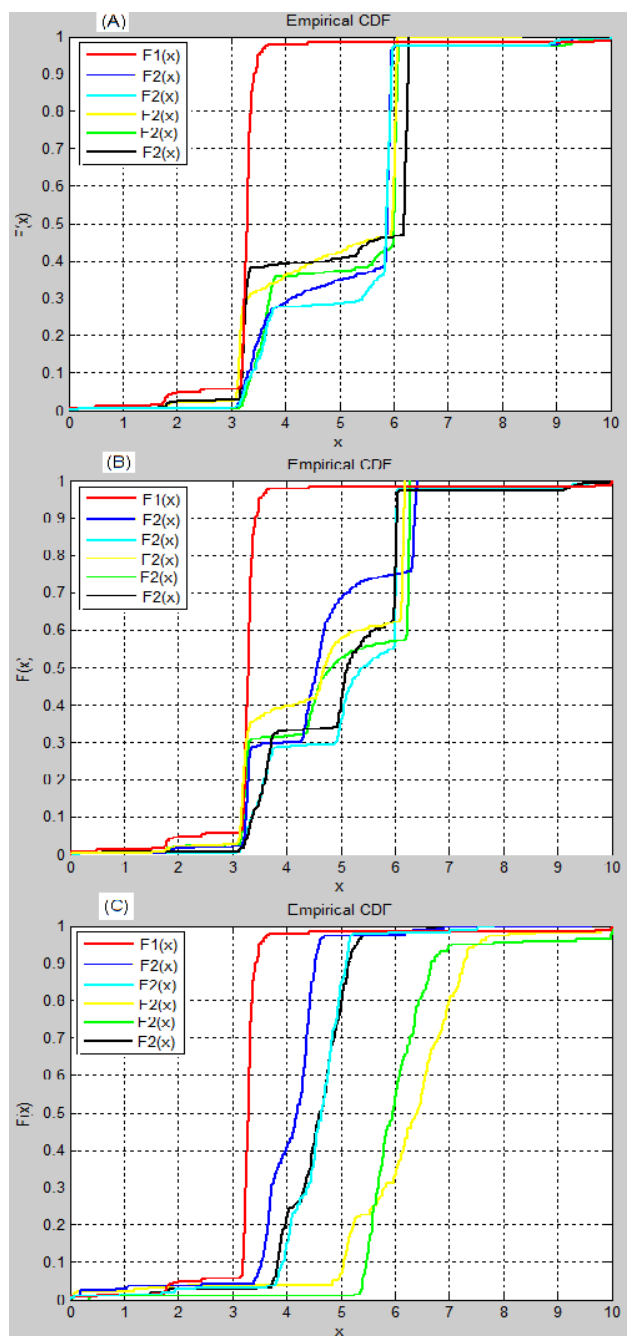 (A)
Empirical CDF
1
0.9
0.8
0.7
0.6
0.5
0.4
0.3
0.2
0.1
0
F1(x)
F2(x)
F2(x)
F2(x)
F2(x)
F2(x)
F(x)
0 1 2 3 4 5 6 7 8 9 10
x
(B)
Empirical CDF
1
0.9
0.8
0.7
0.6
0.5
0.4
0.3
0.2
0.1
0
F1(x)
F2(x)
F2(x)
F2(x)
F2(x)
F2(x)
F(x)
0 1 2 3 4 5 6 7 8 9 10
x
(C)
Empirical CDF
1
0.9
0.8
0.7
0.6
0.5
0.4
0.3
0.2
0.1
0
F1(x)
F2(x)
F2(x)
F2(x)
F2(x)
F2(x)
F(x)
0 1 2 3 4 5 6 7 8 9 10
x